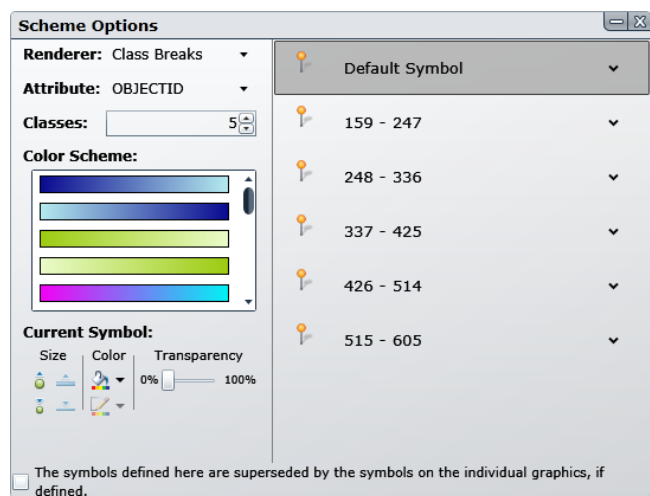 Scheme Options
Renderer: Class Breaks
Attribute: OBJECTID
Classes: 5
Color Scheme:
Current Symbol:
Size Color Transparency
0% 100%
Default Symbol
159 - 247
248 - 336
337 - 425
426 - 514
515 - 605
The symbols defined here are superseded by the symbols on the individual graphics, if
defined.